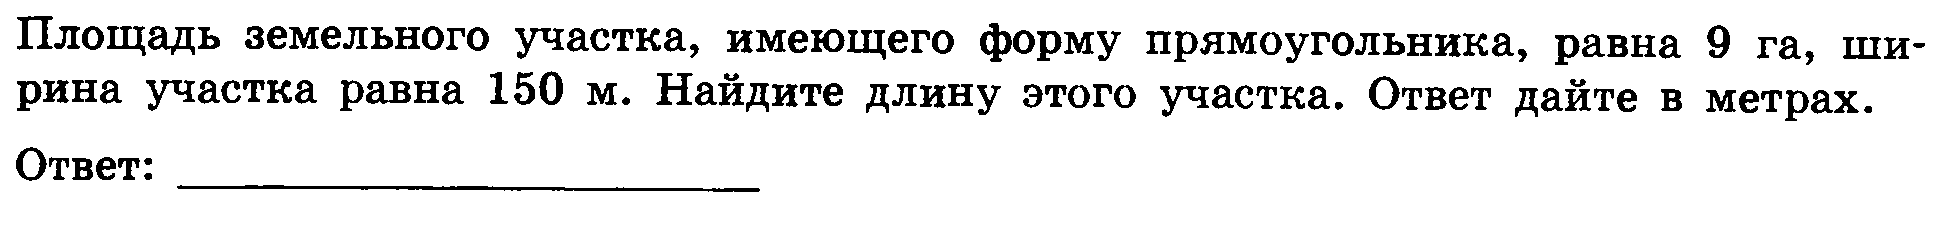 Площадь земельного участка, имеющего форму прямоугольника, равна 9 га, ши-
рина участка равна 150 м. Найдите длину этого участка. Ответ дайте в метрах.
Ответ: